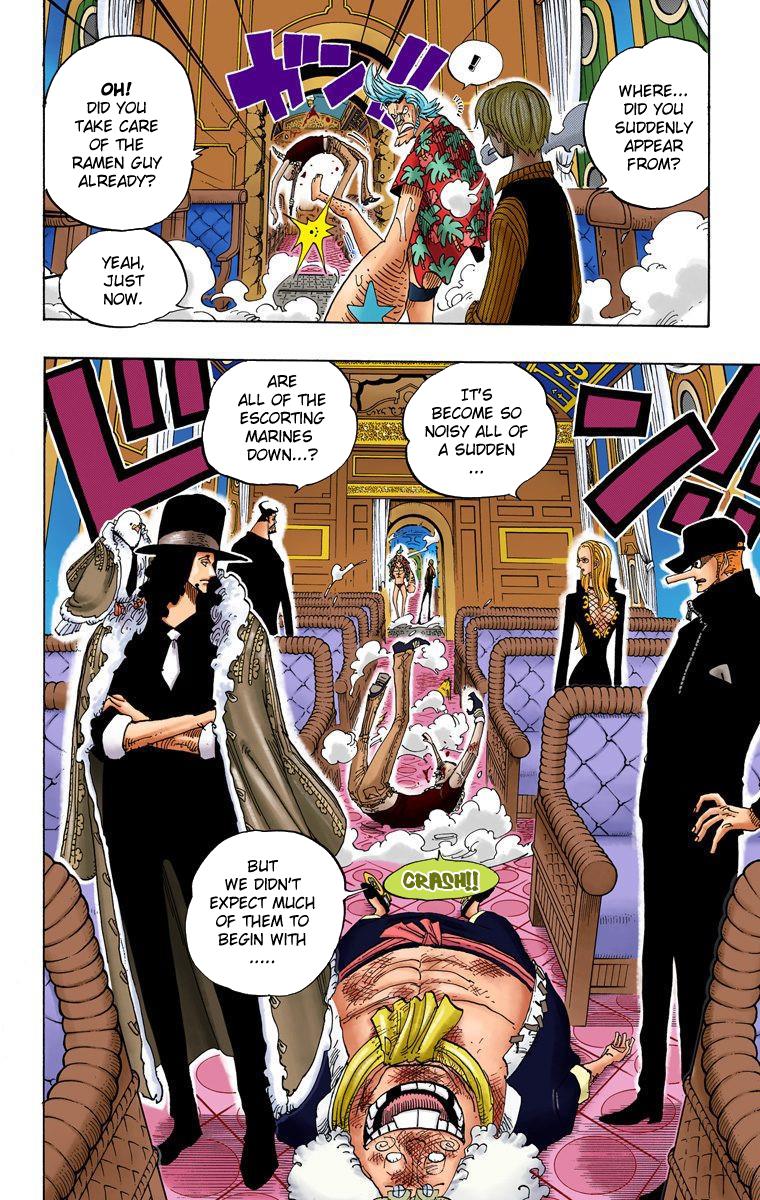 WHERE...
DID YOU
SUDDENLY
APPEAR
FROM?
!
ガン!!
OH!
DID YOU
TAKE CARE
OF THE
RAMEN GUY
ALREADY?
YEAH,
JUST
NOW.
IT'S
BECOME SO
NOISY ALL OF
A SUDDEN
...
ARE
ALL OF THE
ESCORTING
MARINES
DOWN...?
ドン!!
CRASH!!
BUT
WE DIDN'T
EXPECT MUCH
OF THEM TO
BEGIN WITH
.....